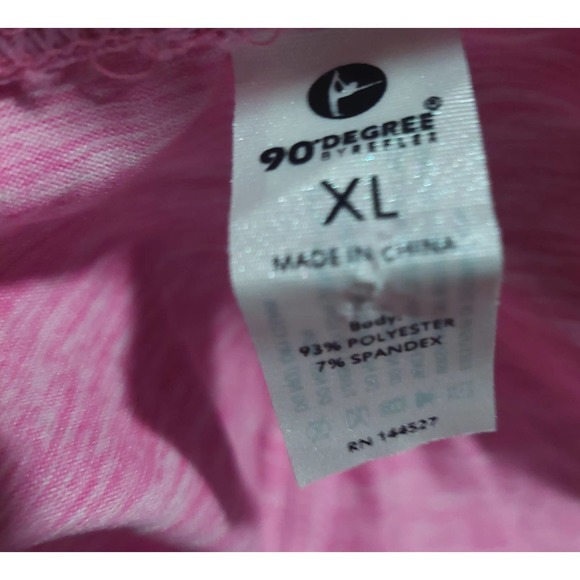 90 DEGREE®
BY REFLEX
XL
MADE IN CHINA
Body:
93% POLYESTER
7% SPANDEX
RN 144527